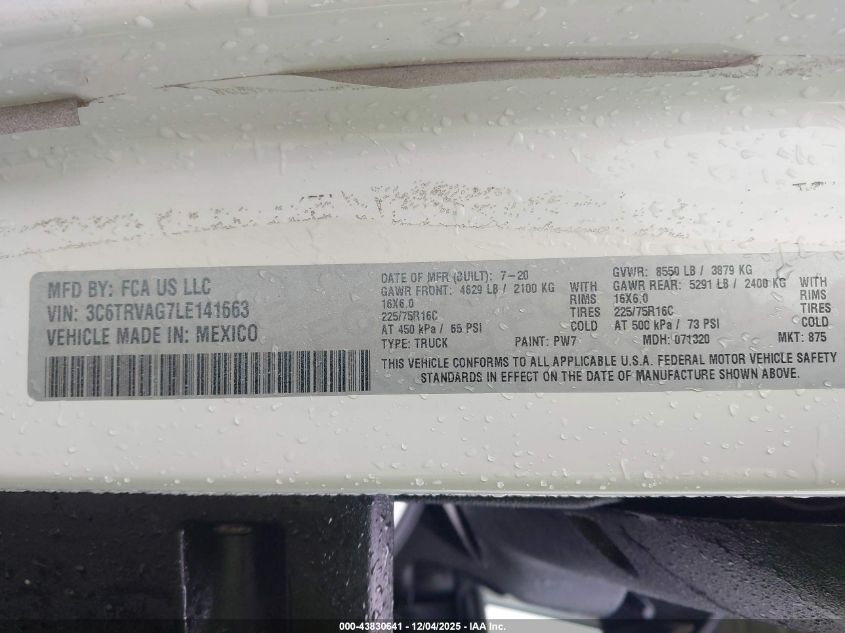 MFD BY: FCA US LLC
VIN: 3C6TRVAG7LE141563
VEHICLE MADE IN: MEXICO
DATE OF MFR (BUILT): 7-20
GAWR FRONT: 4629 LB / 2100 KG WITH
16X6.0 RIMS
225/75R16C TIRES
AT 450 kPa / 65 PSI COLD
TYPE: TRUCK PAINT: PW7 MDH: 071320 MKT: 875
GVWR: 8550 LB / 3879 KG
GAWR REAR: 5291 LB / 2400 KG WITH
16X6.0 RIMS
225/75R16C TIRES
AT 500 kPa / 73 PSI COLD
THIS VEHICLE CONFORMS TO ALL APPLICABLE U.S.A. FEDERAL MOTOR VEHICLE SAFETY
STANDARDS IN EFFECT ON THE DATE OF MANUFACTURE SHOWN ABOVE.
000-43830641 - 12/04/2025 - IAA Inc.